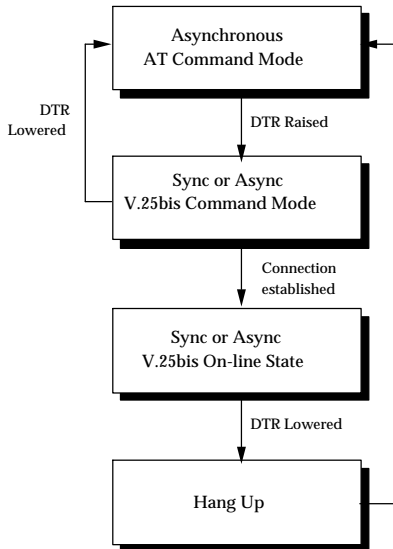 Asynchronous
AT Command Mode
DTR
Lowered
DTR Raised
Sync or Async
V.25bis Command Mode
Connection
established
Sync or Async
V.25bis On-line State
DTR Lowered
Hang Up